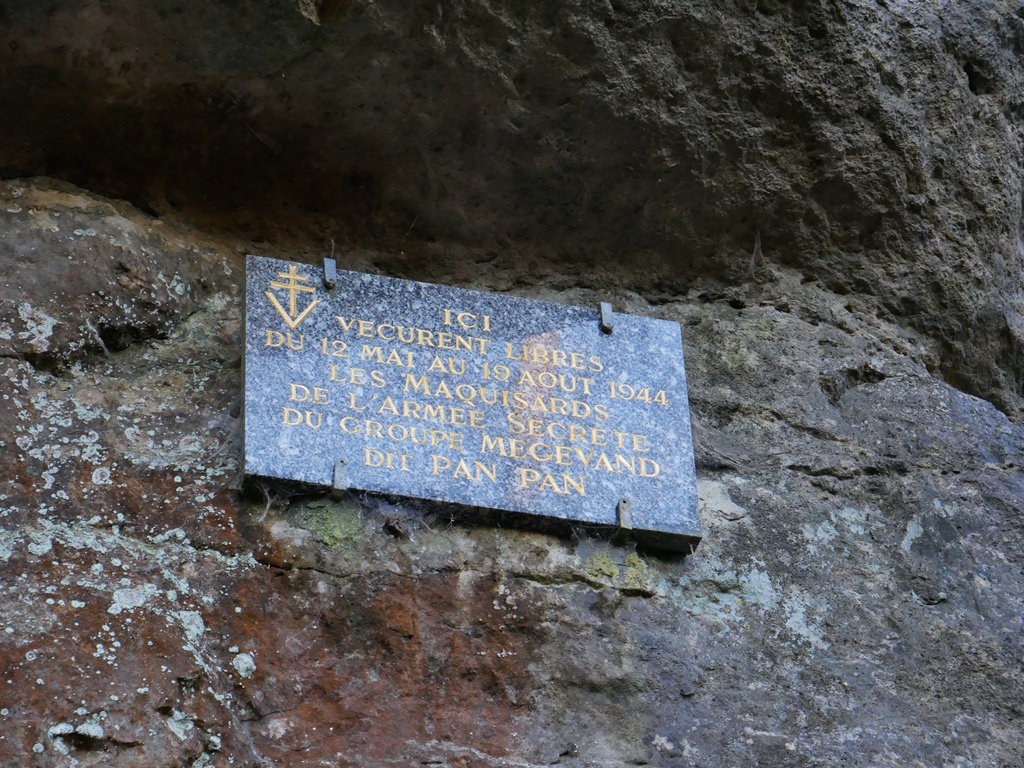 ICI
VECURENT LIBRES
DU 12 MAI AU 19 AOUT 1944
LES MAQUISARDS
DE L'ARMEE SECRETE
DU GROUPE MEGEVAND
DIT PAN PAN